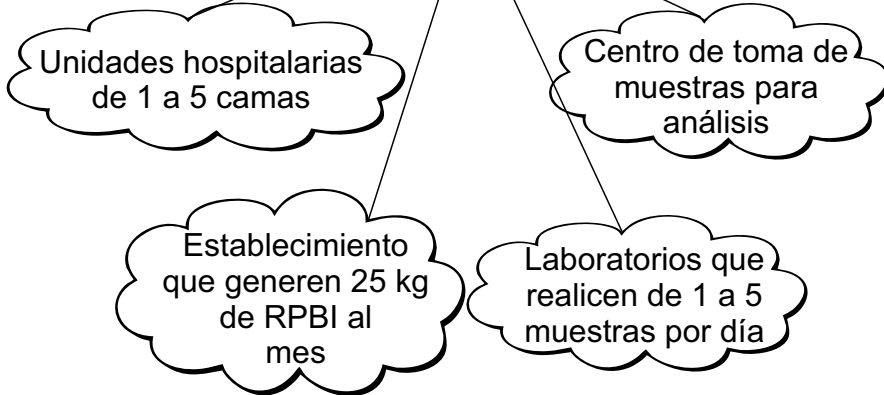 Unidades hospitalarias
de 1 a 5 camas
Centro de toma de
muestras para
análisis
Establecimiento
que generen 25 kg
de RPBI al
mes
Laboratorios que
realicen de 1 a 5
muestras por día